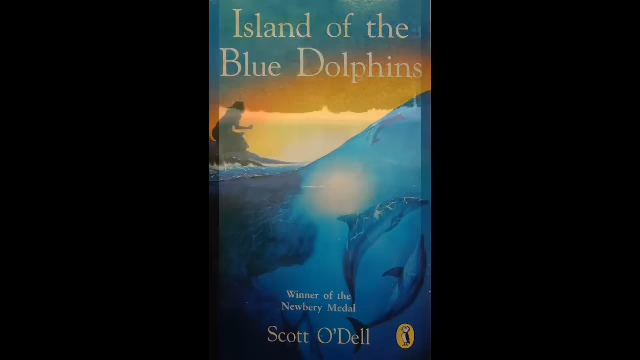 Island of the
Blue Dolphins
Winner of the
Newbery Medal
Scott O'Dell